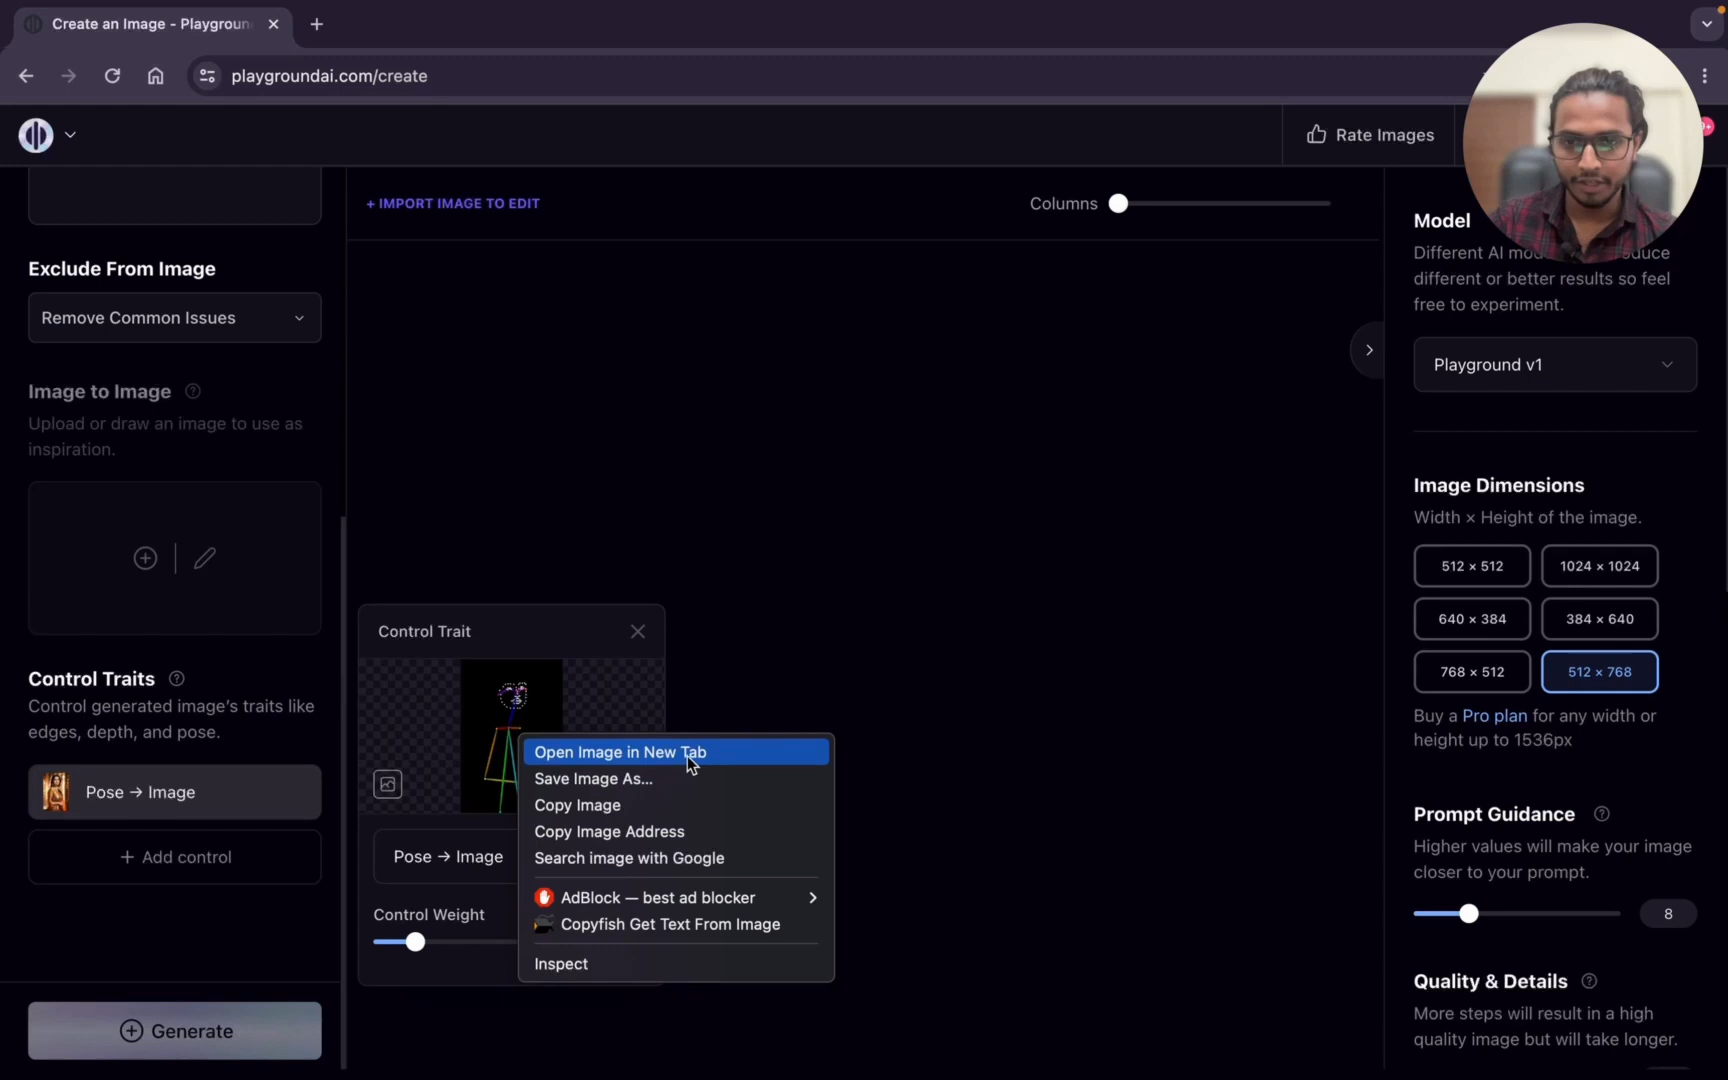 Create an Image - Playgroun
playgroundai.com/create
Rate Images
9+
+ IMPORT IMAGE TO EDIT
Columns
Exclude From Image
Remove Common Issues
Image to Image
Upload or draw an image to use as
inspiration.
Control Traits
Control generated image's traits like
edges, depth, and pose.
Pose → Image
+ Add control
Generate
Control Trait
Pose → Image
Control Weight
Open Image in New Tab
Save Image As...
Copy Image
Copy Image Address
Search image with Google
AdBlock — best ad blocker
Copyfish Get Text From Image
Inspect
Model
Different AI mod duce
different or better results so feel
free to experiment.
Playground v1
Image Dimensions
Width × Height of the image.
512 × 512
1024 × 1024
640 × 384
384 × 640
768 × 512
512 × 768
Buy a Pro plan for any width or
height up to 1536px
Prompt Guidance
Higher values will make your image
closer to your prompt.
8
Quality & Details
More steps will result in a high
quality image but will take longer.